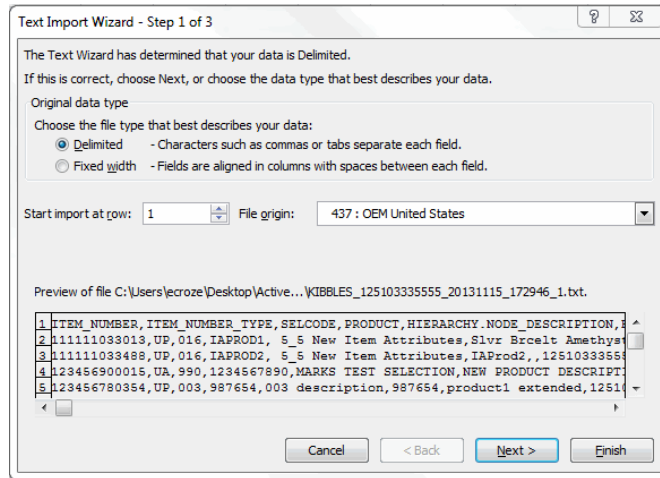 Text Import Wizard - Step 1 of 3
The Text Wizard has determined that your data is Delimited.
If this is correct, choose Next, or choose the data type that best describes your data.
Original data type
Choose the file type that best describes your data:
Delimited - Characters such as commas or tabs separate each field.
Fixed width - Fields are aligned in columns with spaces between each field.
Start import at row: 1 File origin: 437 : OEM United States
Preview of file C:\Users\ecroze\Desktop\Active...\KIBBLES_125103335555_20131115_172946_1.txt.
1 ITEM_NUMBER,ITEM_NUMBER_TYPE,SELCODE,PRODUCT,HIERARCHY.NODE_DESCRIPTION,
2 111111033013,UP,016,IAPROD1, 5_5 New Item Attributes,Slvr Brcelt Amethyst
3 111111033488,UP,016,IAPROD2, 5_5 New Item Attributes,IAProd2,,12510333555
4 123456900015,UA,990,1234567890,MARKS TEST SELECTION,NEW PRODUCT DESCRIPTI
5 123456780354,UP,003,987654,003 description,987654,product1 extended,12510
Cancel < Back Next > Finish